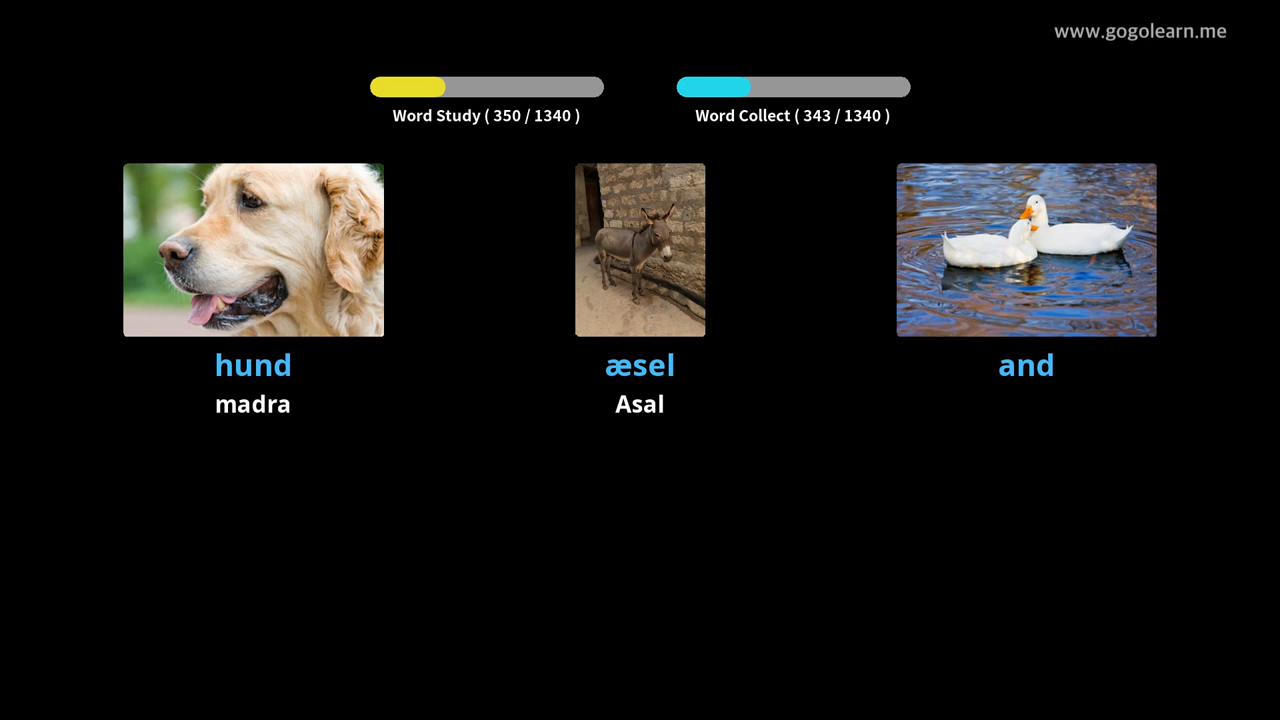 www.gogolearn.me
Word Study ( 350 / 1340 )
Word Collect ( 343 / 1340 )
hund
æsel
and
madra
Asal